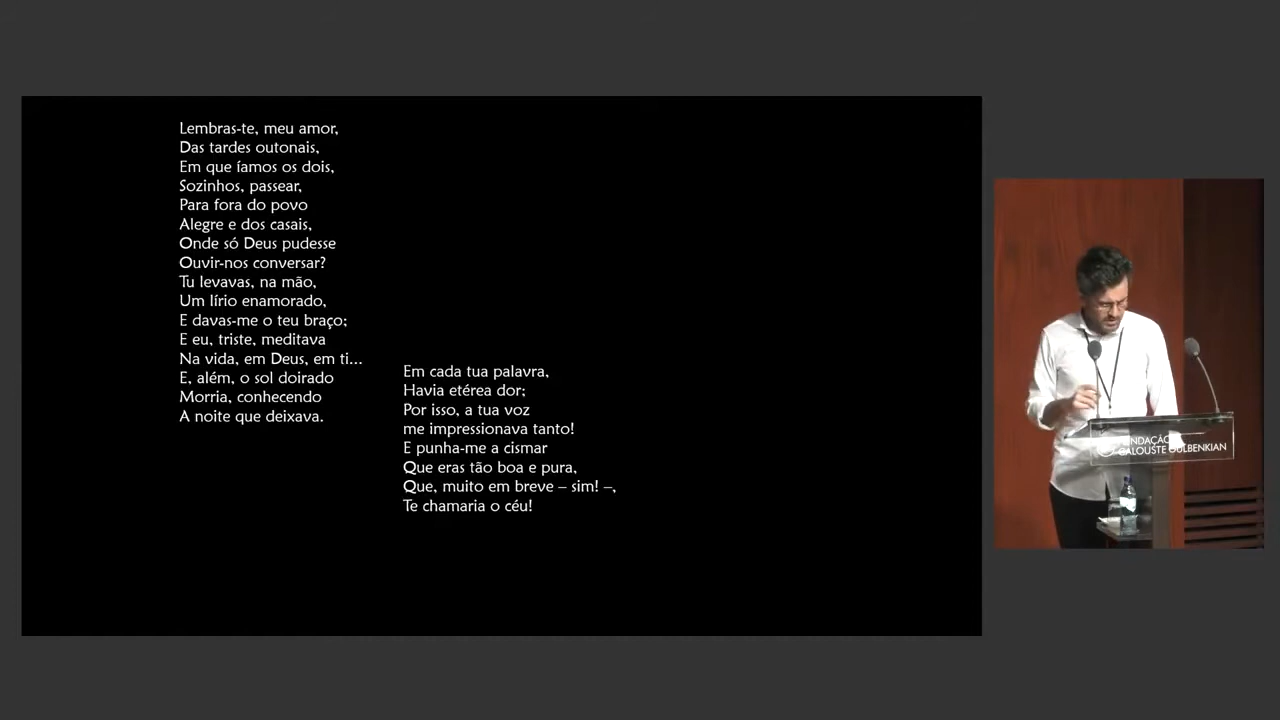 Lembras-te, meu amor,
Das tardes outonais,
Em que íamos os dois,
Sozinhos, passear,
Para fora do povo
Alegre e dos casais,
Onde só Deus pudesse
Ouvir-nos conversar?
Tu levavas, na mão,
Um lírio enamorado,
E davas-me o teu braço;
E eu, triste, meditava
Na vida, em Deus, em ti...
E, além, o sol doirado
Morria, conhecendo
A noite que deixava.
Em cada tua palavra,
Havia etérea dor;
Por isso, a tua voz
me impressionava tanto!
E punha-me a cismar
Que eras tão boa e pura,
Que, muito em breve – sim! –,
Te chamaria o céu!
FUNDAÇÃO
CALOUSTE GULBENKIAN